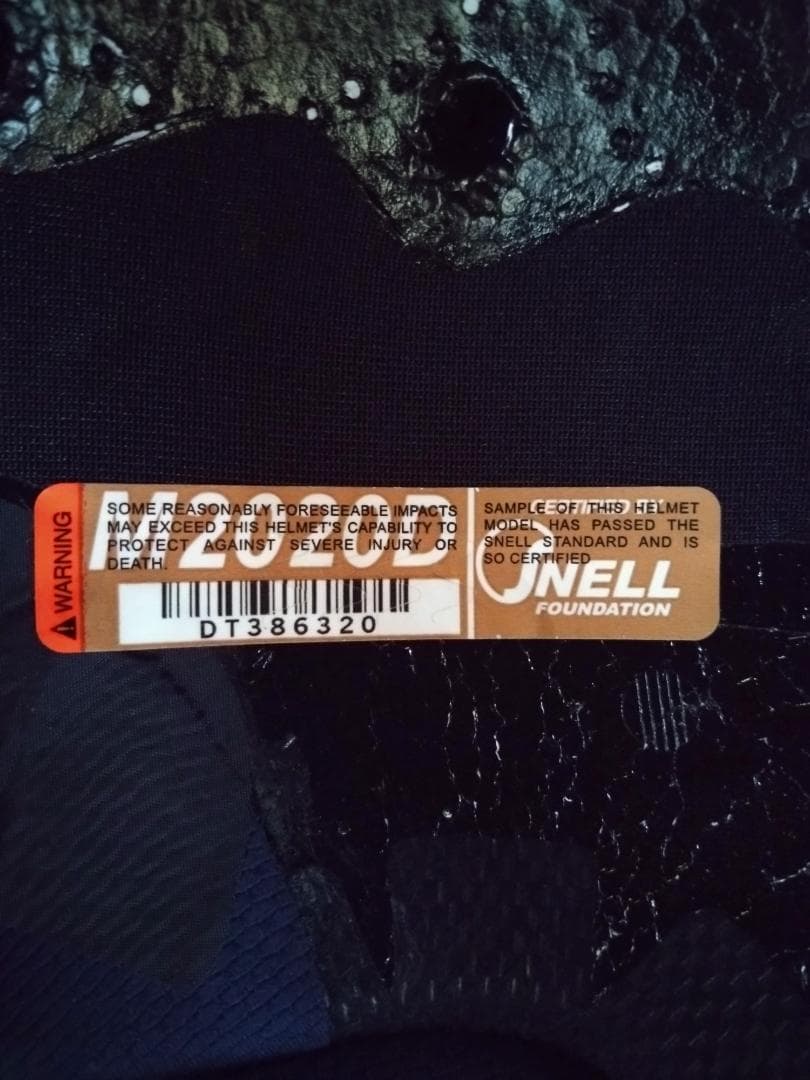 WARNING
M2020D
SOME REASONABLY FORESEEABLE IMPACTS
MAY EXCEED THIS HELMET'S CAPABILITY TO
PROTECT AGAINST SEVERE INJURY OR
DEATH.
DT386320
CERTIFIED BY
SAMPLE OF THIS HELMET
MODEL HAS PASSED THE
SNELL STANDARD AND IS
SO CERTIFIED
SNELL
FOUNDATION